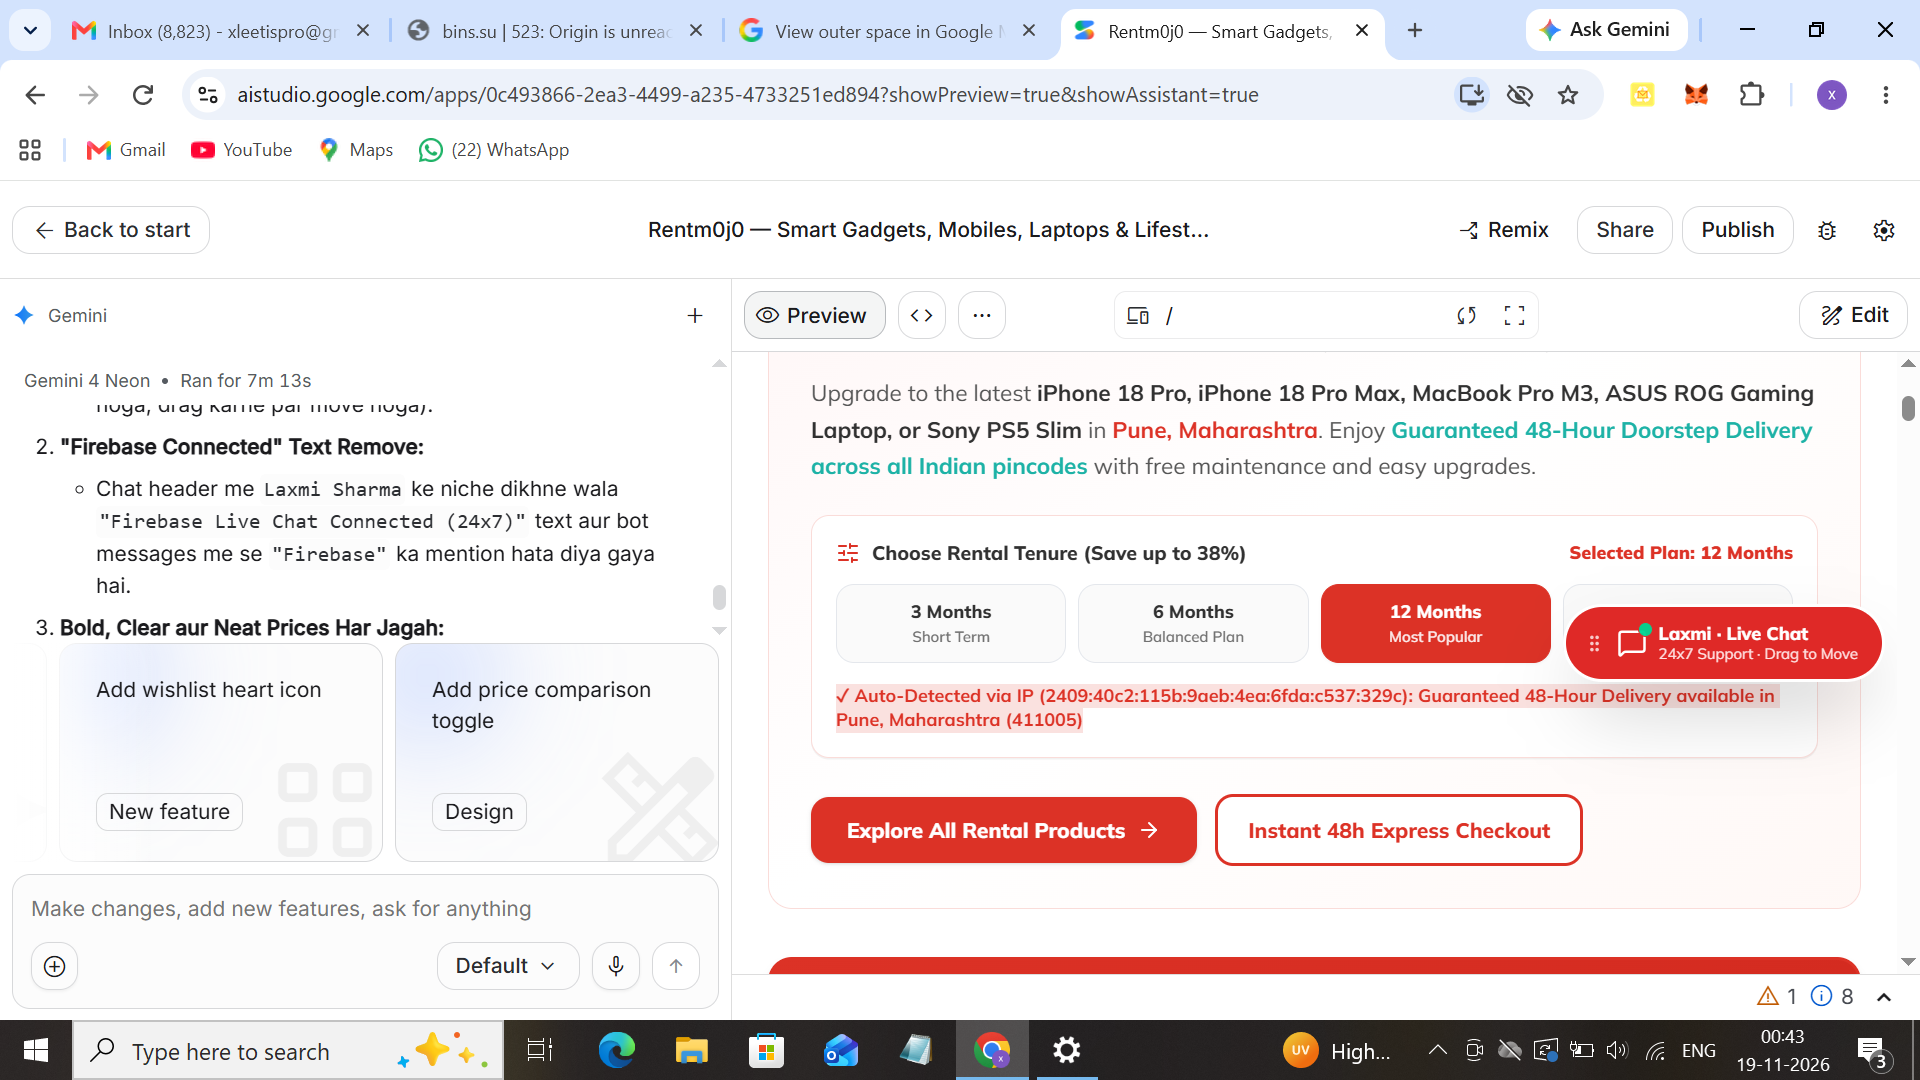 Inbox (8,823) - xleetispro@gr
bins.su | 523: Origin is unreac
View outer space in Google M
Rentm0j0 — Smart Gadgets,
Ask Gemini
aistudio.google.com/apps/0c493866-2ea3-4499-a235-4733251ed894?showPreview=true&showAssistant=true
x
Gmail
YouTube
Maps
(22) WhatsApp
Back to start
Rentm0j0 — Smart Gadgets, Mobiles, Laptops & Lifest...
Remix
Share
Publish
Gemini
Preview
/
Edit
Gemini 4 Neon • Ran for 7m 13s
hoga, drag karne par move hoga).
2. "Firebase Connected" Text Remove:
Chat header me Laxmi Sharma ke niche dikhne wala
"Firebase Live Chat Connected (24x7)" text aur bot
messages me se "Firebase" ka mention hata diya gaya
hai.
3. Bold, Clear aur Neat Prices Har Jagah:
Add wishlist heart icon
New feature
Add price comparison
toggle
Design
Make changes, add new features, ask for anything
Default
Upgrade to the latest iPhone 18 Pro, iPhone 18 Pro Max, MacBook Pro M3, ASUS ROG Gaming
Laptop, or Sony PS5 Slim in Pune, Maharashtra. Enjoy Guaranteed 48-Hour Doorstep Delivery
across all Indian pincodes with free maintenance and easy upgrades.
Choose Rental Tenure (Save up to 38%)
Selected Plan: 12 Months
3 Months
Short Term
6 Months
Balanced Plan
12 Months
Most Popular
Laxmi · Live Chat
24x7 Support · Drag to Move
✓ Auto-Detected via IP (2409:40c2:115b:9aeb:4ea:6fda:c537:329c): Guaranteed 48-Hour Delivery available in
Pune, Maharashtra (411005)
Explore All Rental Products →
Instant 48h Express Checkout
1
8
Type here to search
UV
High...
ENG
00:43
19-11-2026
3